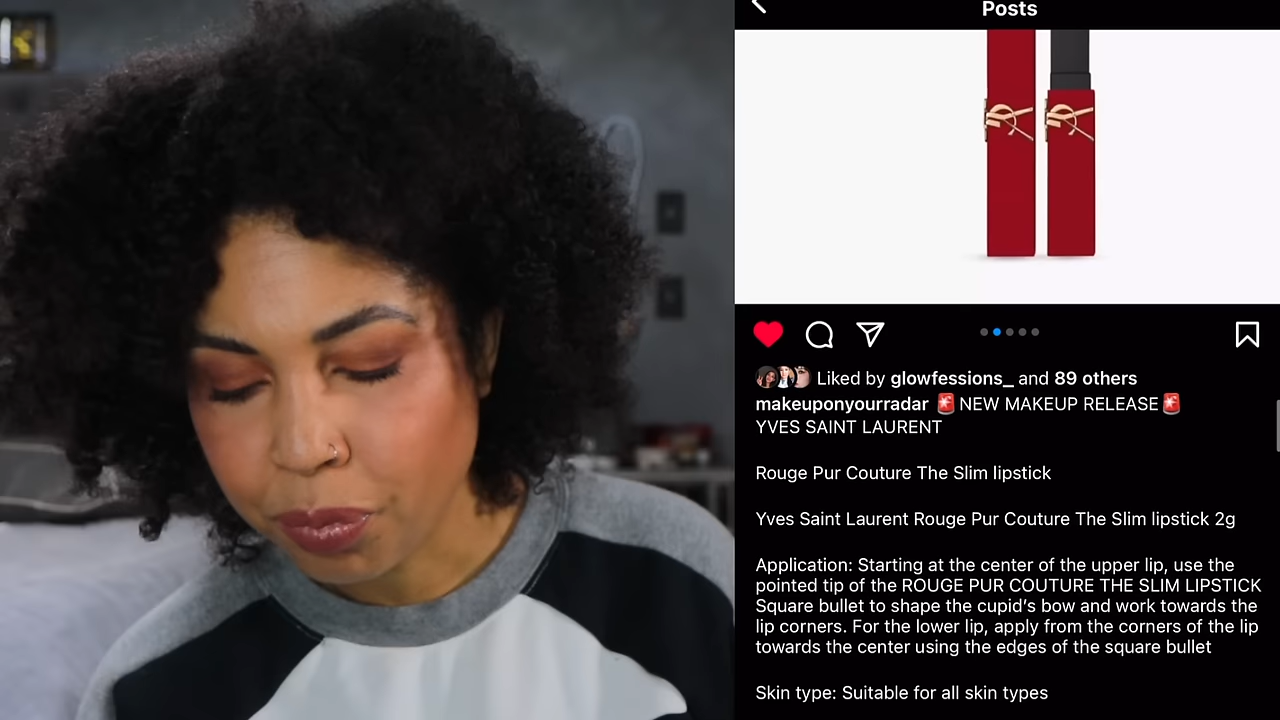 Posts
Liked by glowfessions_ and 89 others
makeuponyourradar 🚨NEW MAKEUP RELEASE🚨
YVES SAINT LAURENT
Rouge Pur Couture The Slim lipstick
Yves Saint Laurent Rouge Pur Couture The Slim lipstick 2g
Application: Starting at the center of the upper lip, use the
pointed tip of the ROUGE PUR COUTURE THE SLIM LIPSTICK
Square bullet to shape the cupid’s bow and work towards the
lip corners. For the lower lip, apply from the corners of the lip
towards the center using the edges of the square bullet
Skin type: Suitable for all skin types